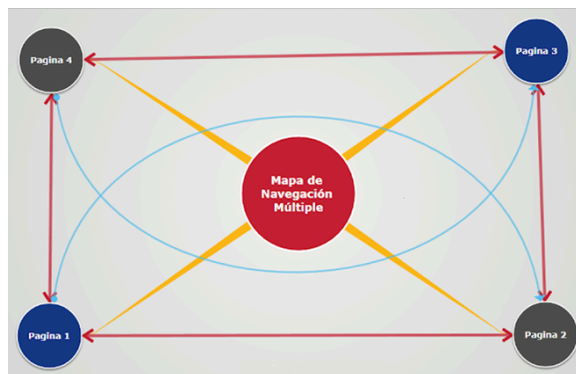 Pagina 4
Pagina 3
Mapa de
Navegación
Múltiple
Pagina 1
Pagina 2